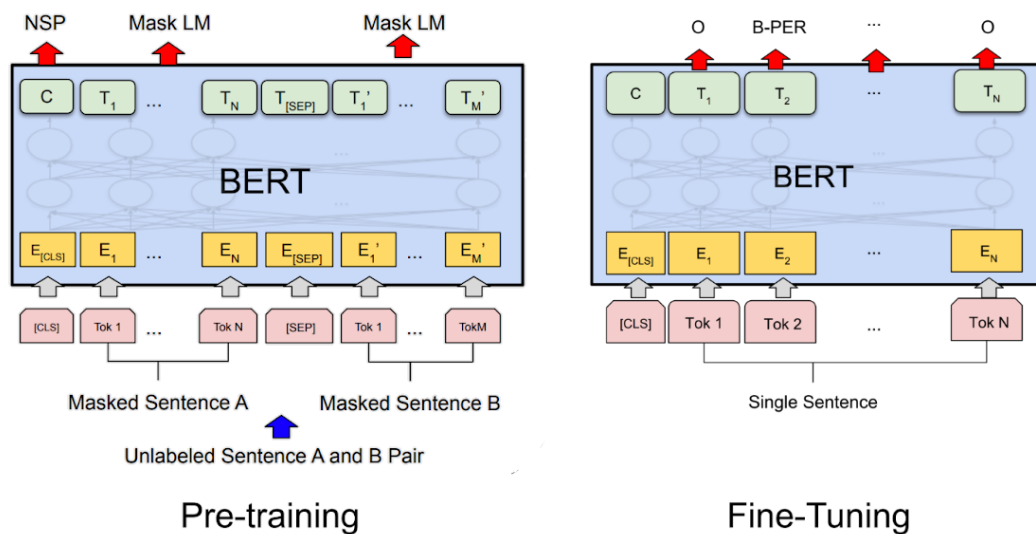 NSP Mask LM Mask LM
C T1 ... TN T[SEP] T1' ... TM'
...
BERT
...
E[CLS] E1 ... EN E[SEP] E1' ... EM'
[CLS] Tok 1 ... Tok N [SEP] Tok 1 ... TokM
Masked Sentence A Masked Sentence B
Unlabeled Sentence A and B Pair
Pre-training
O B-PER ... O
C T1 T2 ... TN
...
BERT
...
E[CLS] E1 E2 ... EN
[CLS] Tok 1 Tok 2 ... Tok N
Single Sentence
Fine-Tuning